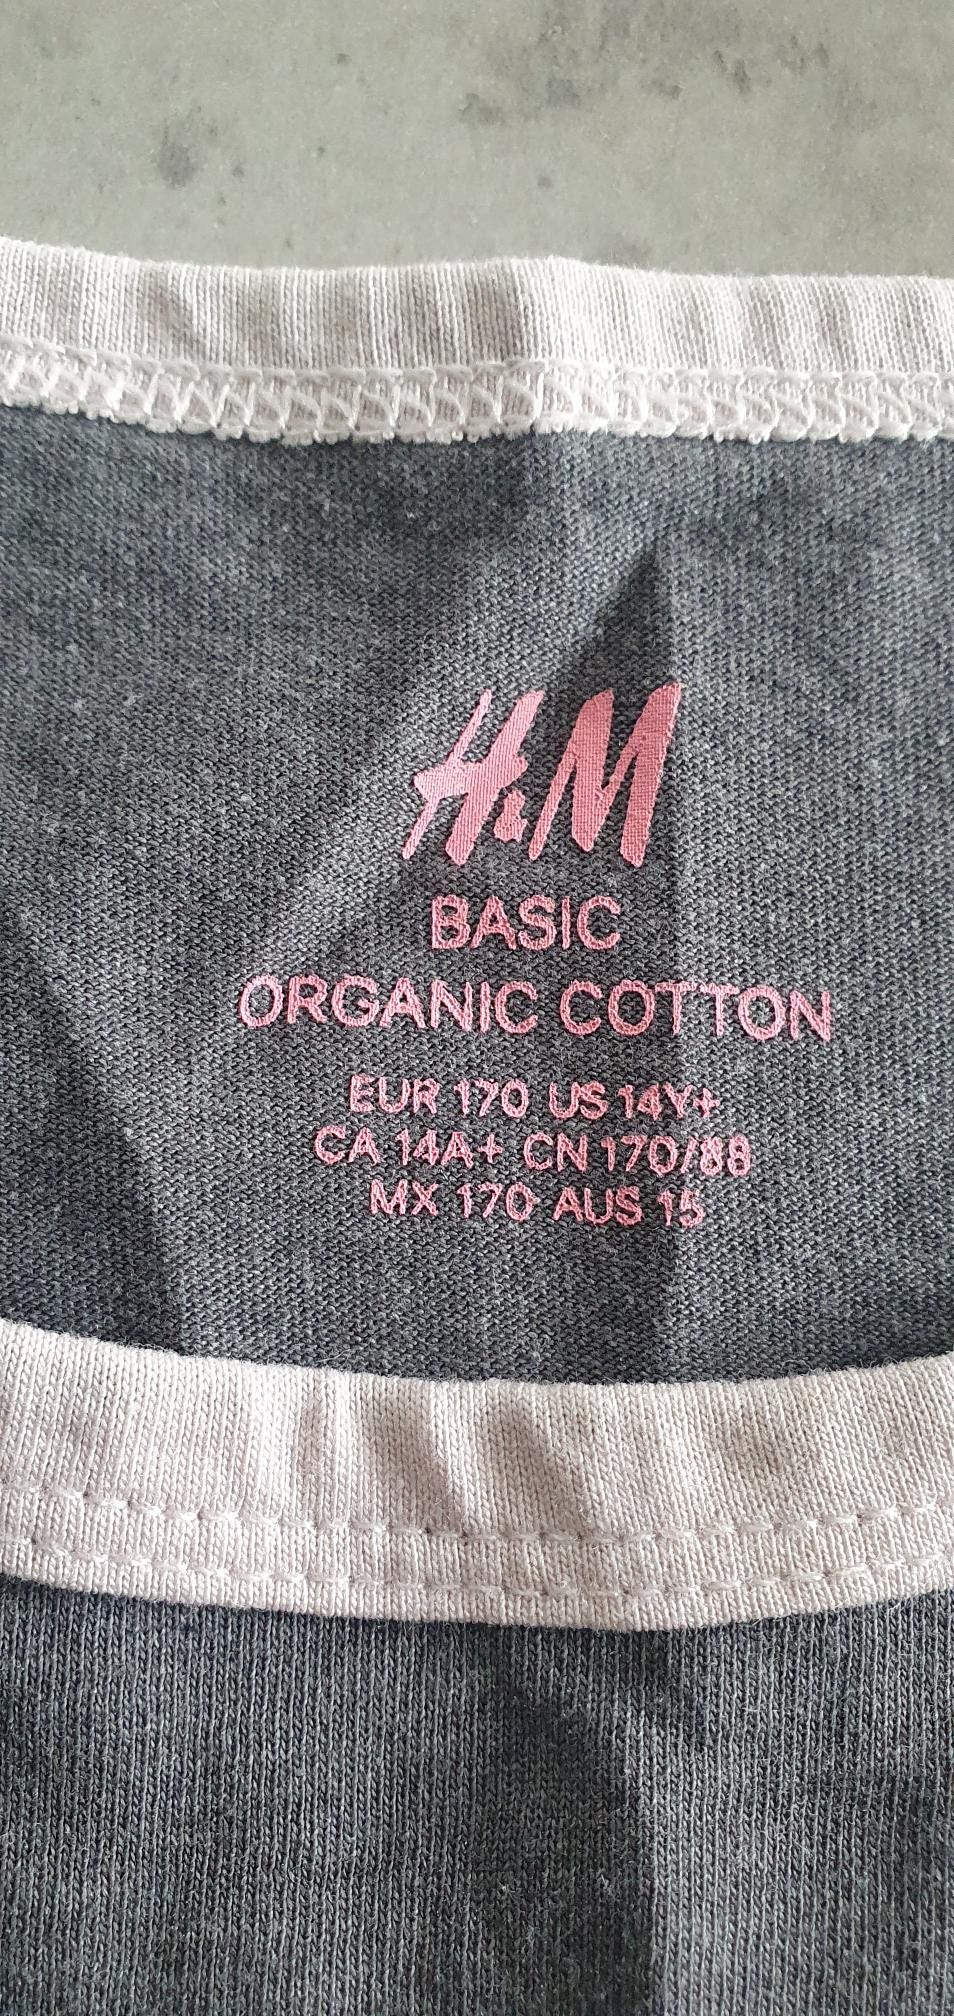 H&M
BASIC
ORGANIC COTTON
EUR 170 US 14Y+
CA 14A+ CN 170/88
MX 170 AUS 15